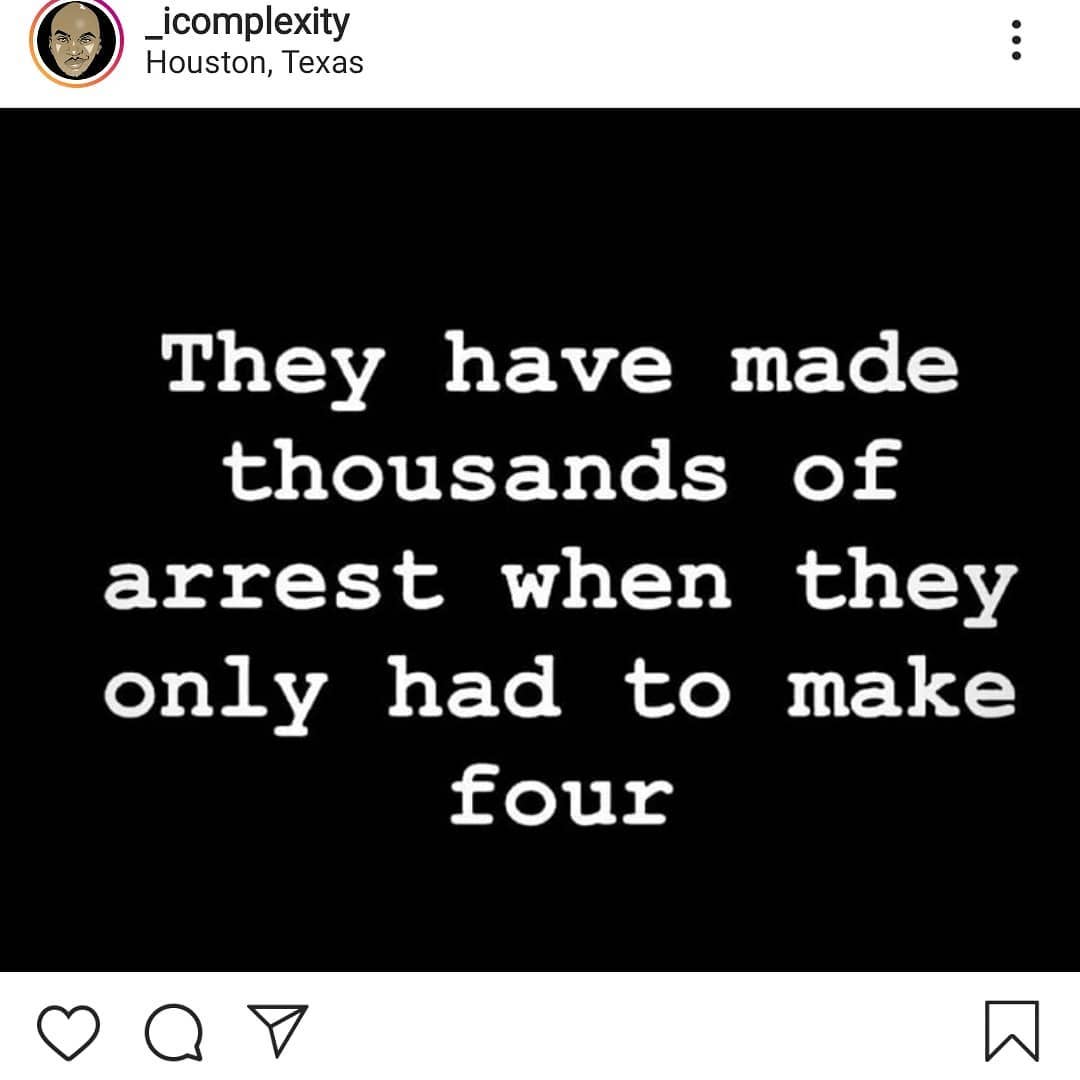 _icomplexity
Houston, Texas
They have made
thousands of
arrest when they
only had to make
four